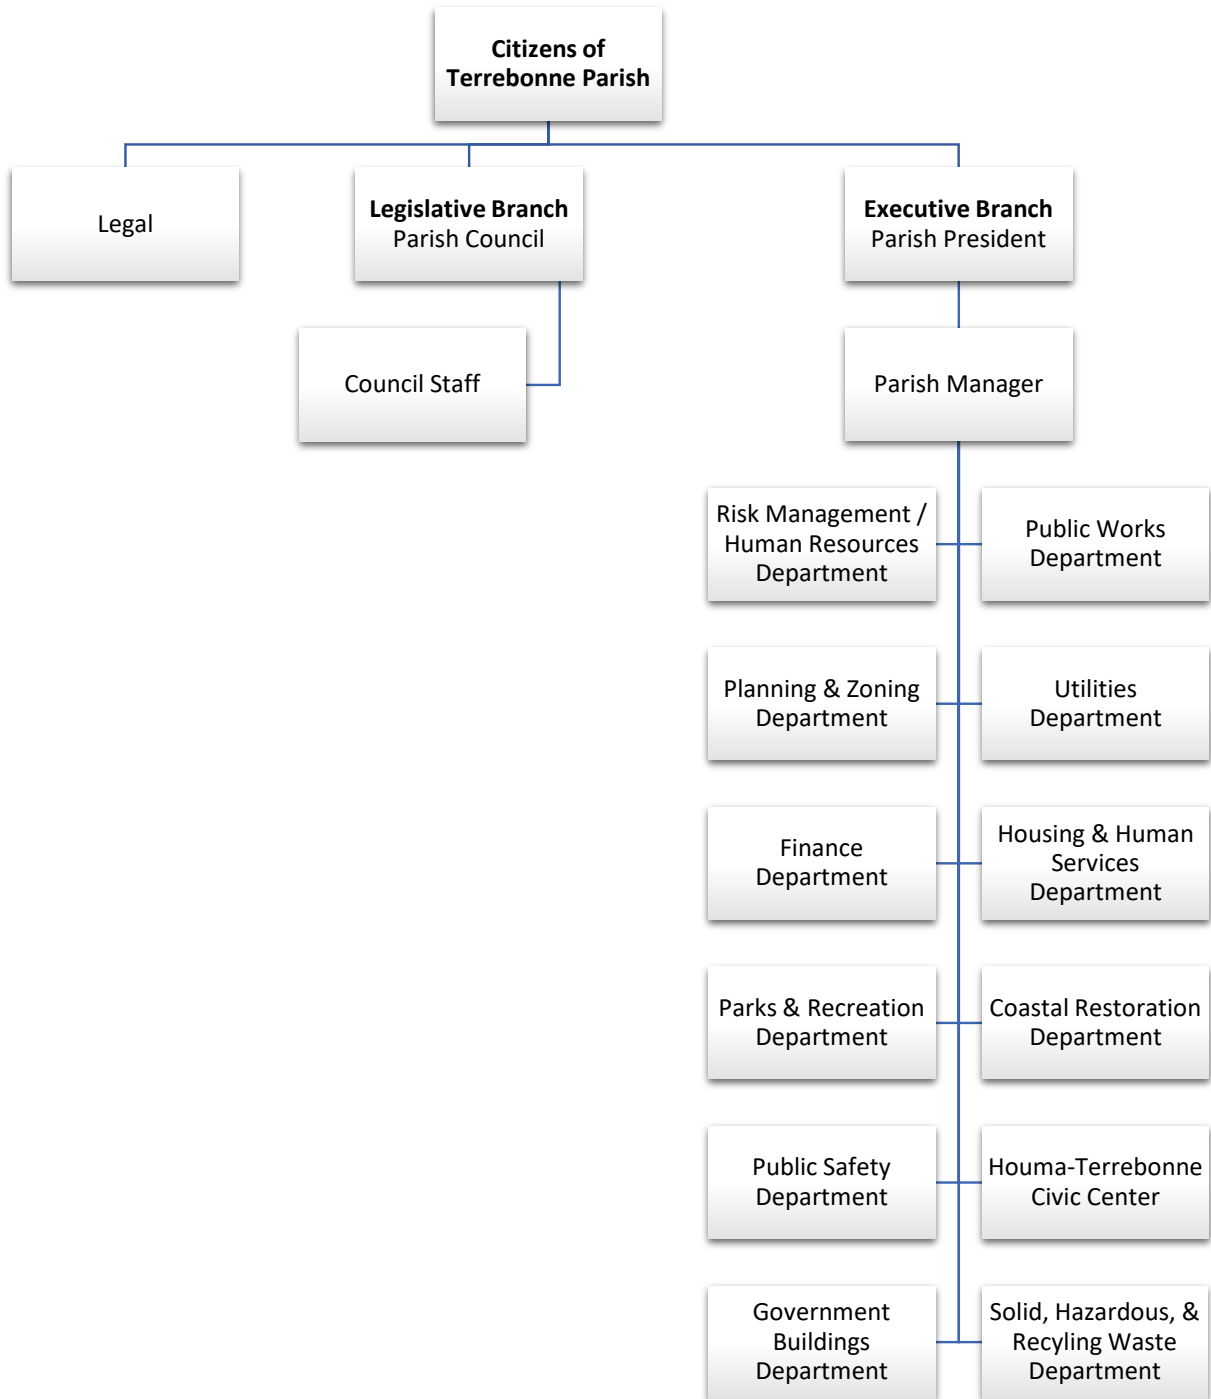 Citizens of
Terrebonne Parish
Legal
Legislative Branch
Parish Council
Executive Branch
Parish President
Council Staff
Parish Manager
Risk Management /
Human Resources
Department
Public Works
Department
Planning & Zoning
Department
Utilities
Department
Finance
Department
Housing & Human
Services
Department
Parks & Recreation
Department
Coastal Restoration
Department
Public Safety
Department
Houma-Terrebonne
Civic Center
Government
Buildings
Department
Solid, Hazardous, &
Recyling Waste
Department